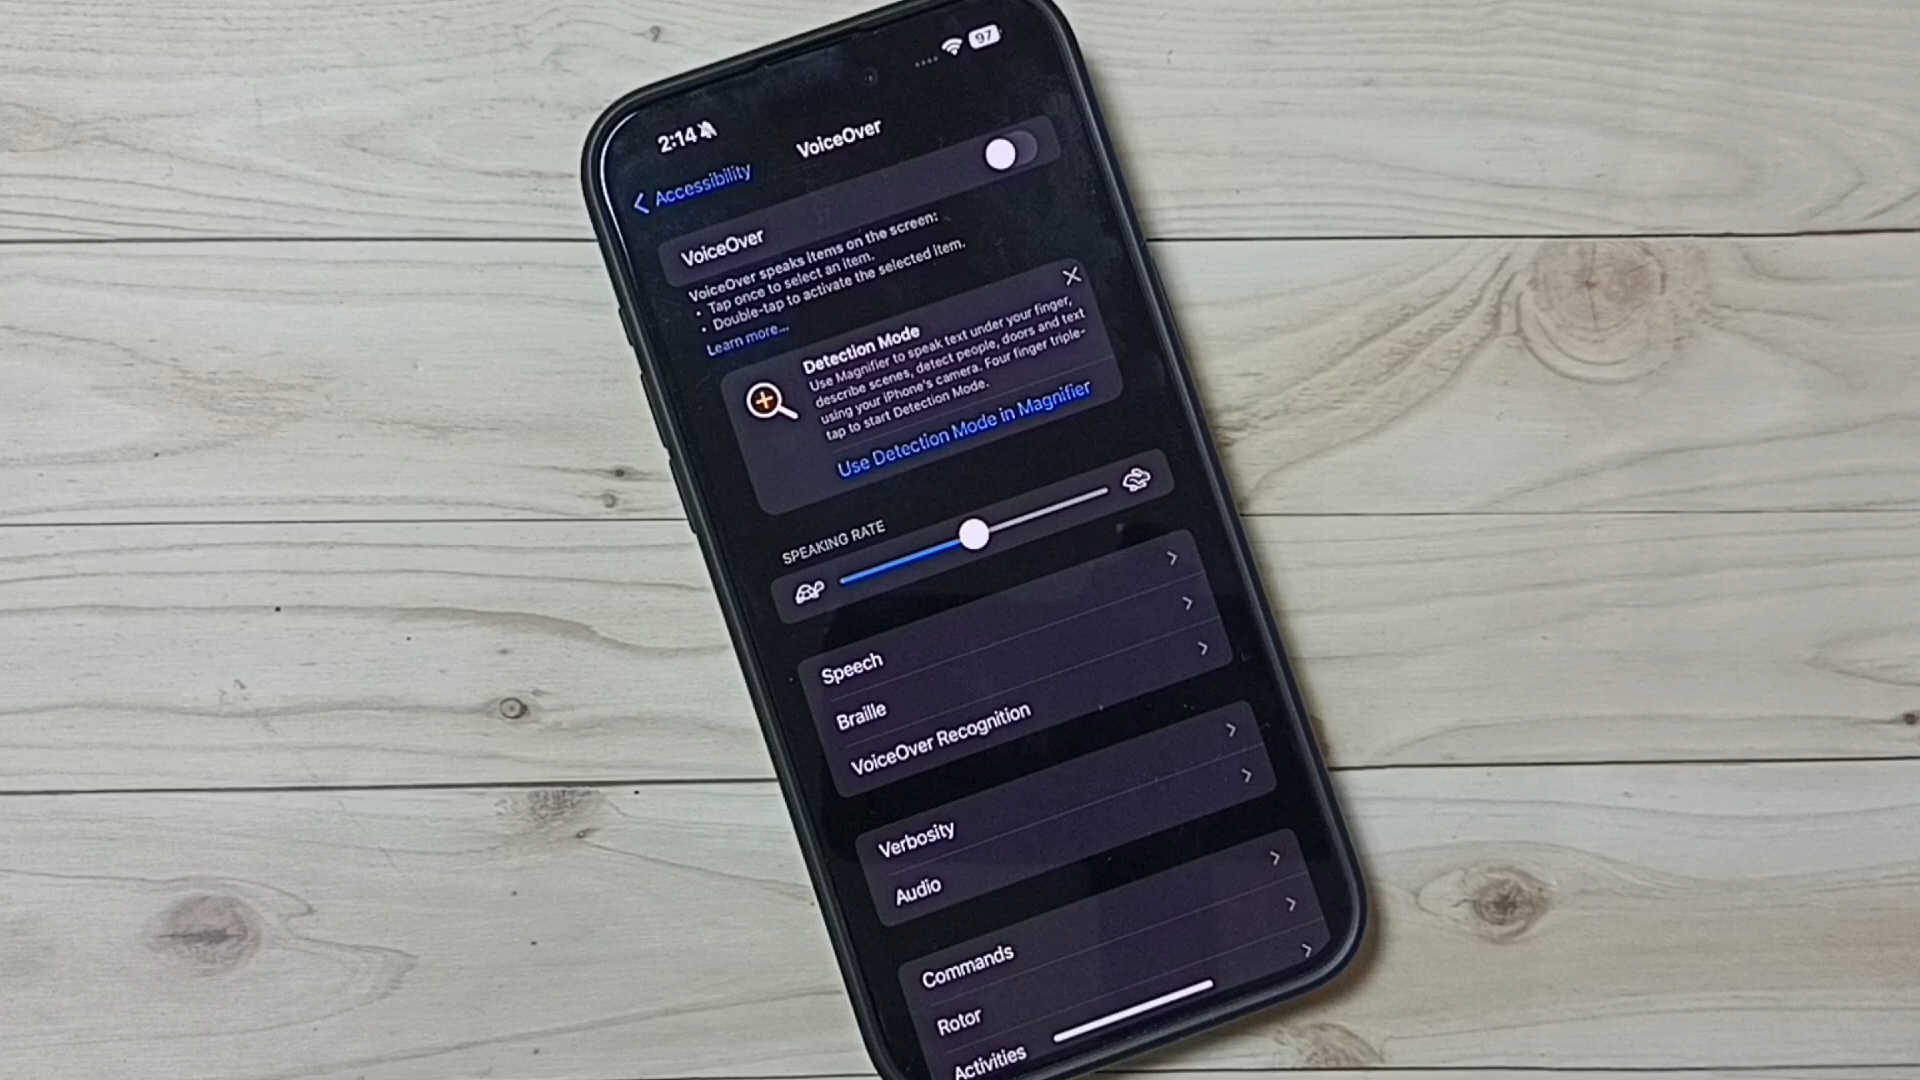 97
2:14
VoiceOver
Accessibility
VoiceOver
VoiceOver speaks items on the screen:
• Tap once to select an item.
• Double-tap to activate the selected item.
Learn more...
Detection Mode
Use Magnifier to speak text under your finger,
describe scenes, detect people, doors and text
using your iPhone's camera. Four finger triple-
tap to start Detection Mode.
Use Detection Mode in Magnifier
SPEAKING RATE
Speech
Braille
VoiceOver Recognition
Verbosity
Audio
Commands
Rotor
Activities